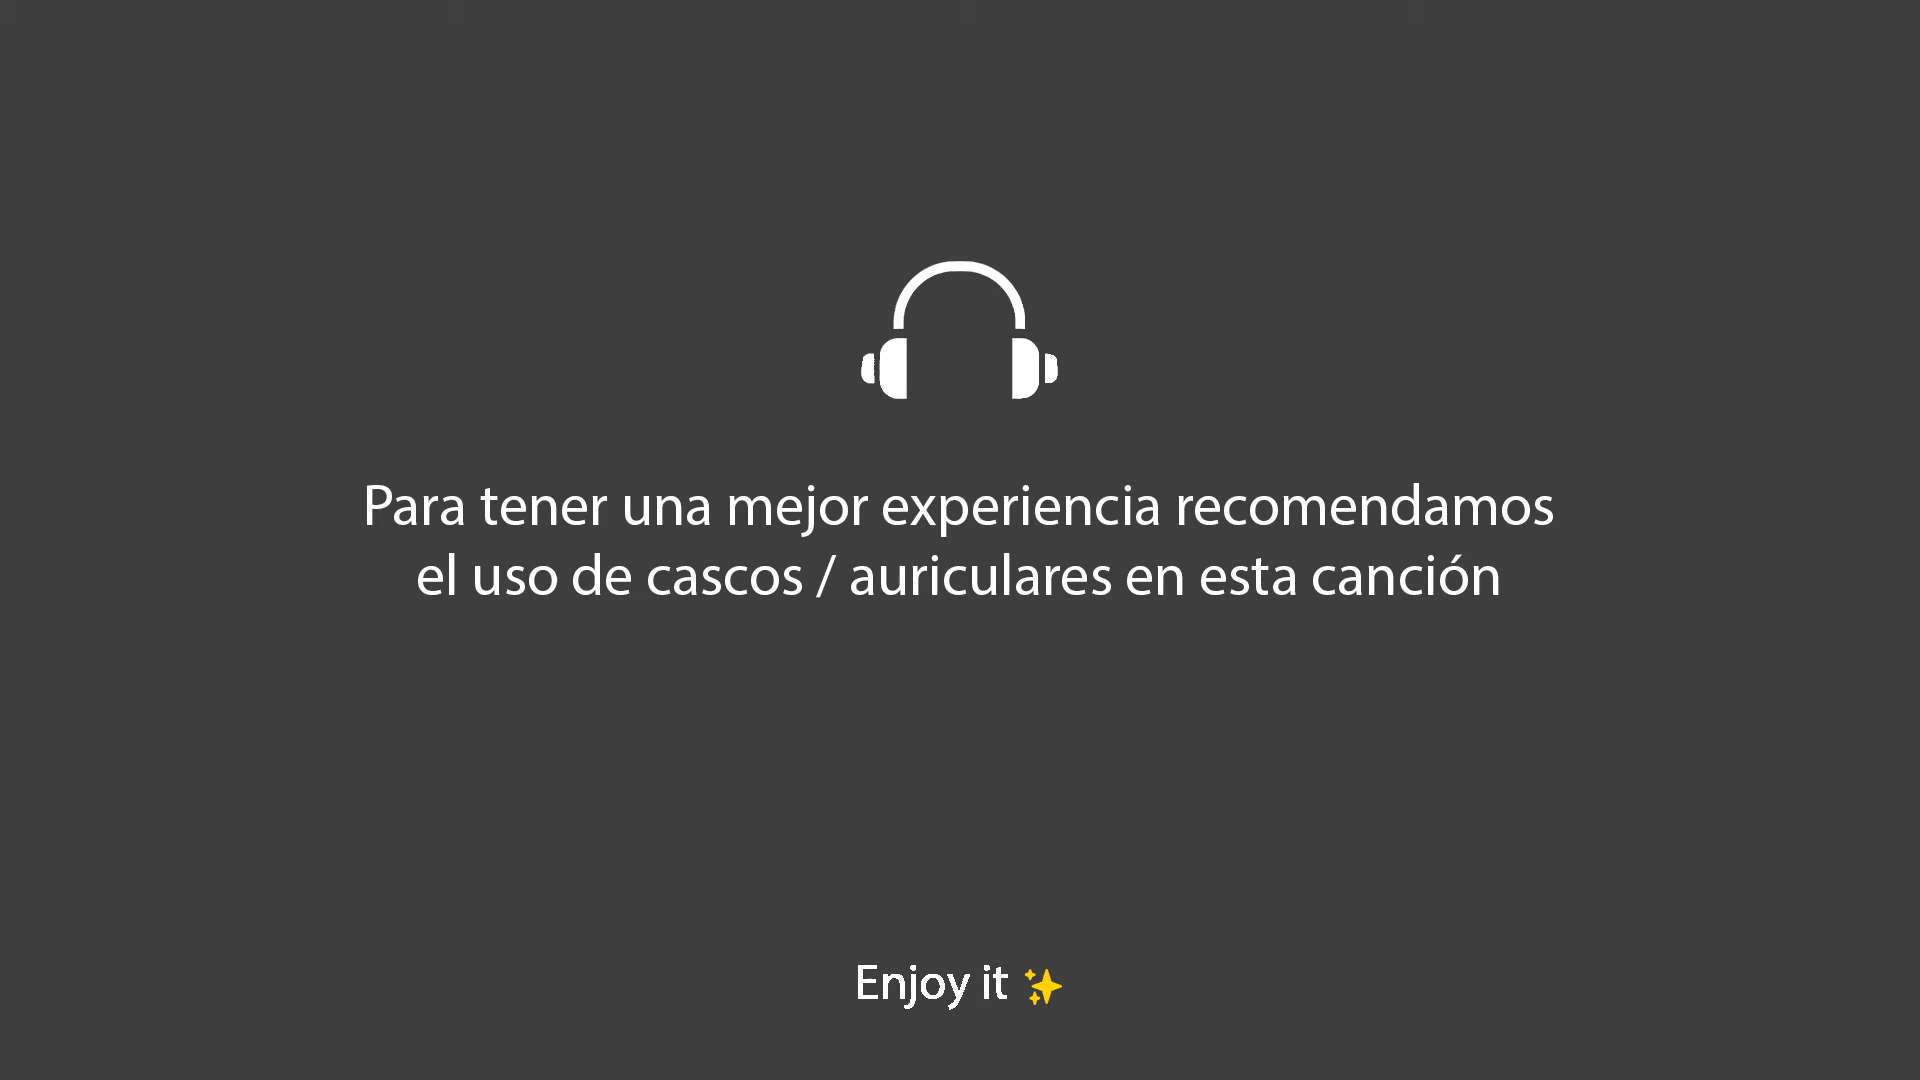 Para tener una mejor experiencia recomendamos
el uso de cascos / auriculares en esta canción
Enjoy it ✨